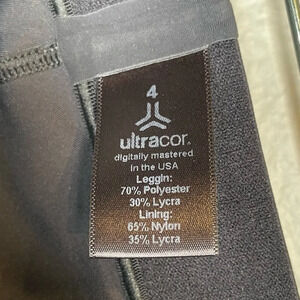 4
ultracor
digitally mastered
in the USA
Leggin:
70% Polyester
30% Lycra
Lining:
65% Nylon
35% Lycra